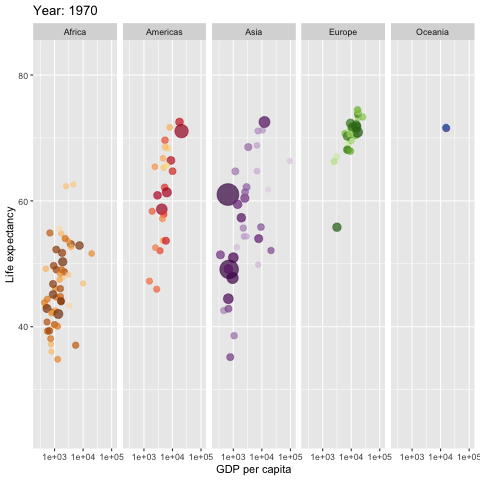 Year: 1970
Africa Americas Asia Europe Oceania
80
60
40
1e+03 1e+04 1e+05 1e+03 1e+04 1e+05 1e+03 1e+04 1e+05 1e+03 1e+04 1e+05 1e+03 1e+04 1e+05
GDP per capita
Life expectancy